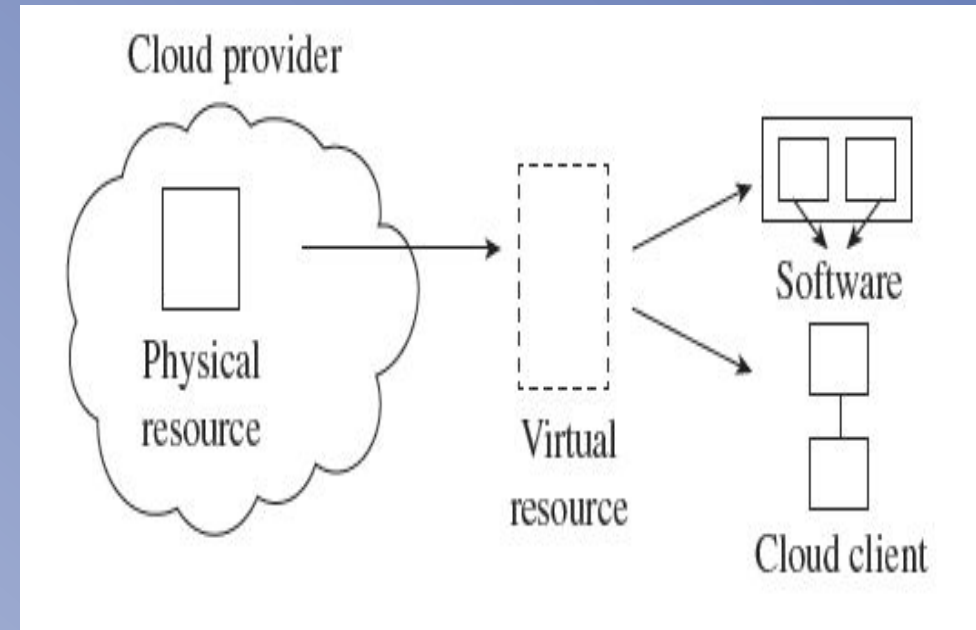 Cloud provider
Physical
resource
Virtual
resource
Software
Cloud client